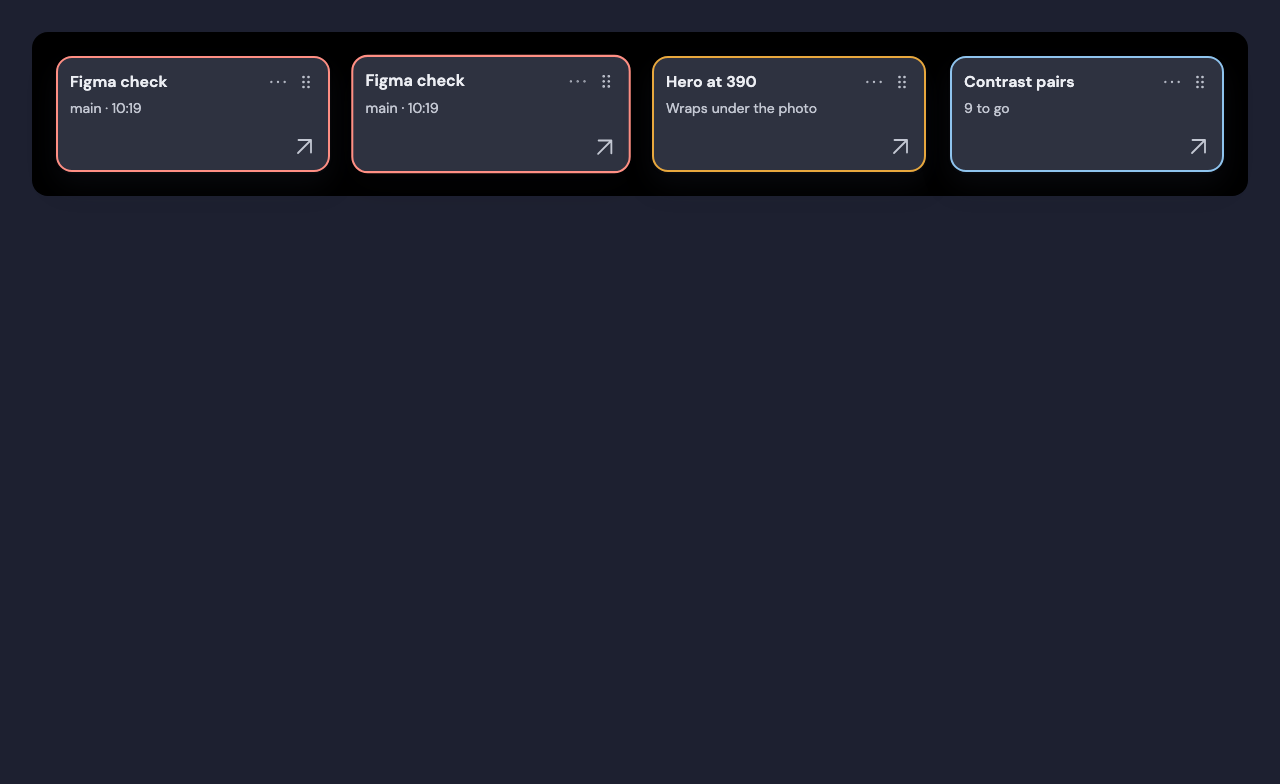 Figma check
main · 10:19
Figma check
main · 10:19
Hero at 390
Wraps under the photo
Contrast pairs
9 to go